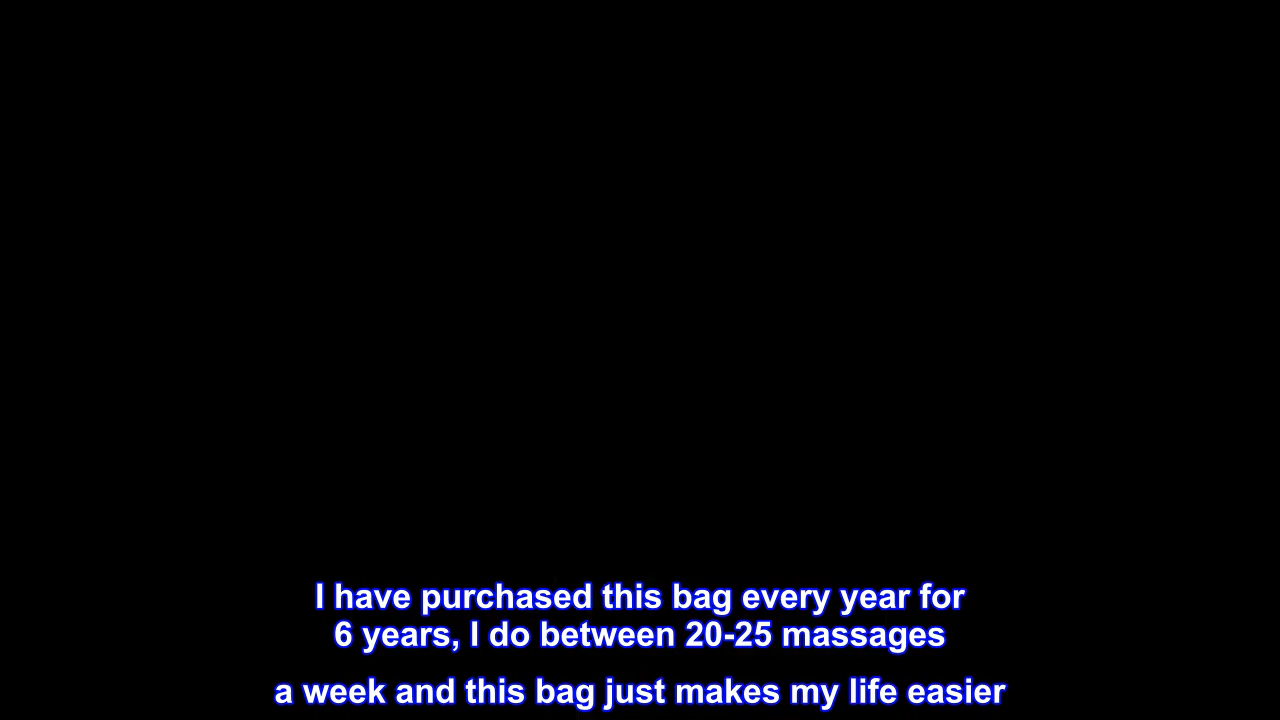 I have purchased this bag every year for
6 years, I do between 20-25 massages
a week and this bag just makes my life easier